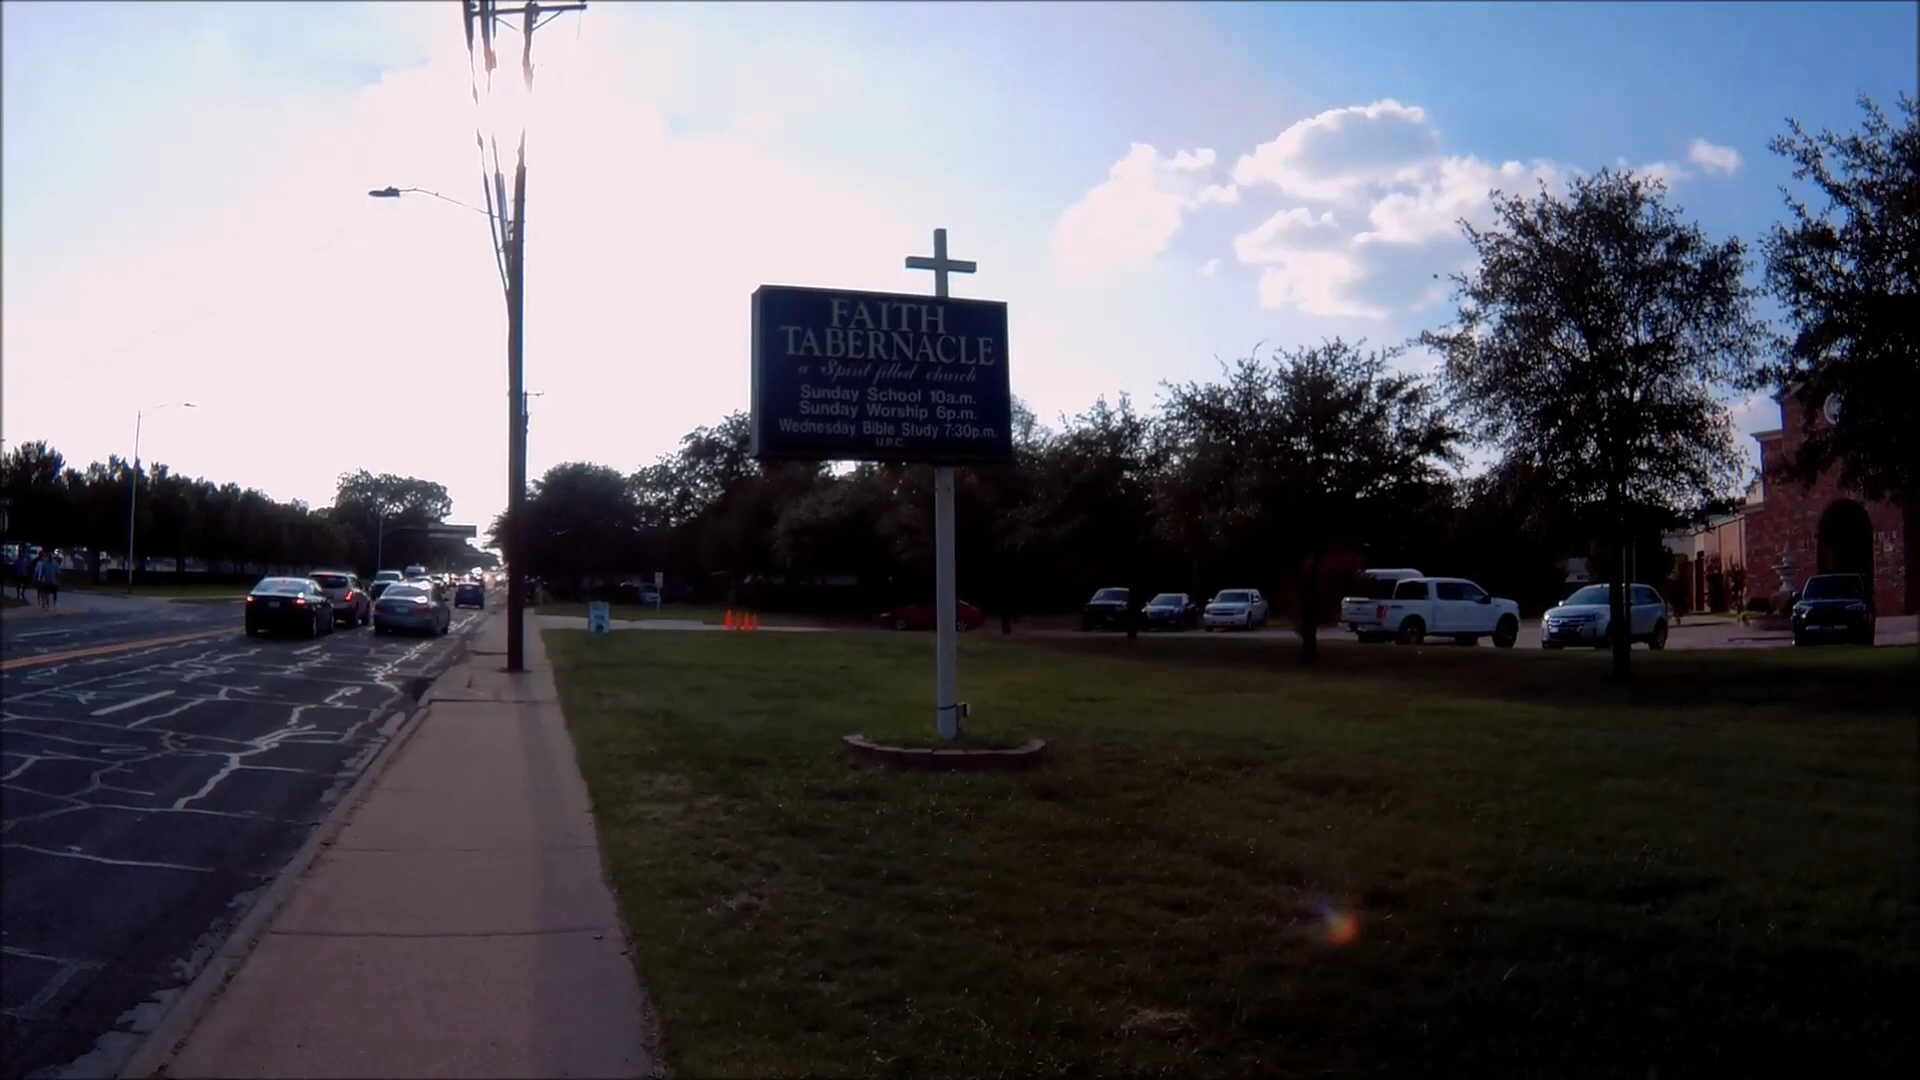 FAITH
TABERNACLE
a Spirit filled church
Sunday School 10a.m.
Sunday Worship 6p.m.
Wednesday Bible Study 7:30p.m.
U.P.C.